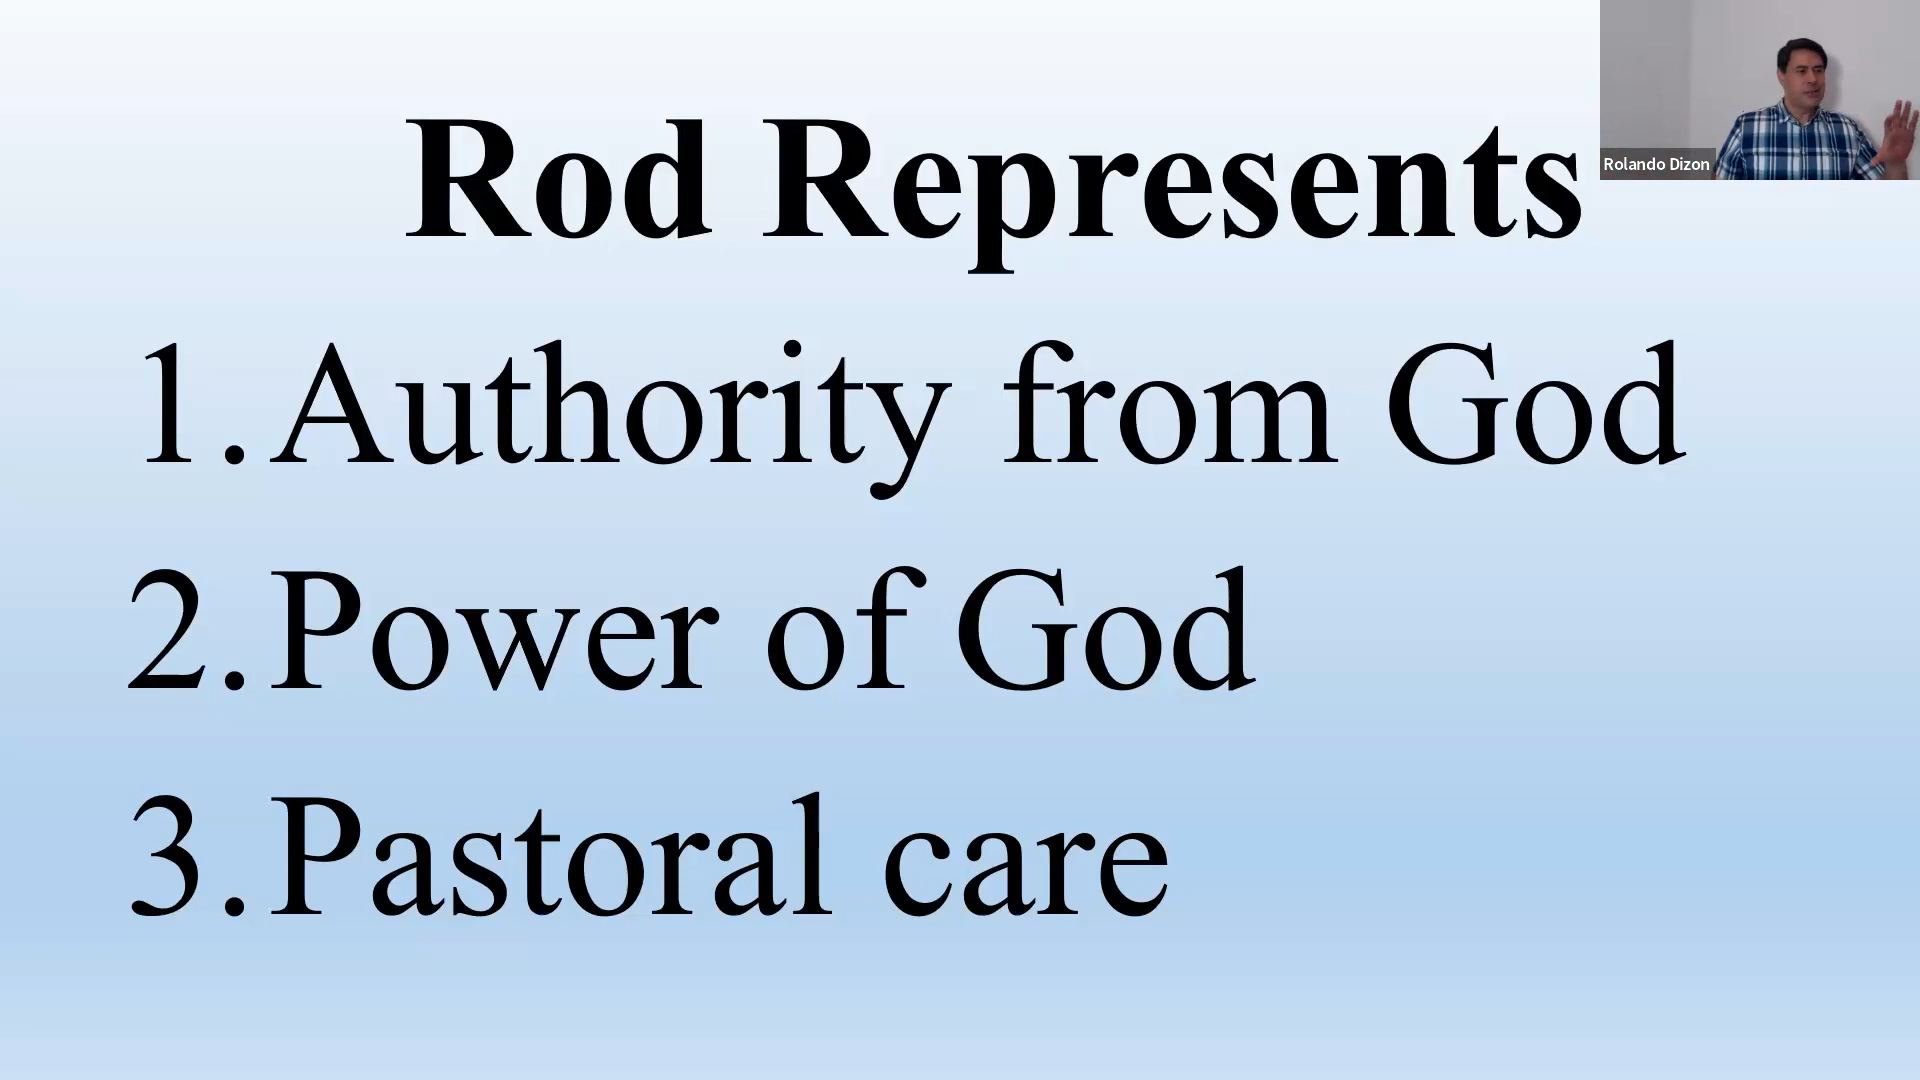 Rod Represents
Rolando Dizon
1. Authority from God
2. Power of God
3. Pastoral care